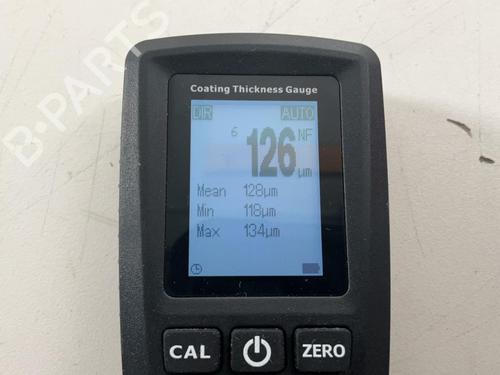 B-PARTS
Coating Thickness Gauge
DIR AUTO
6 126 NF
µm
Mean 128µm
Min 118µm
Max 134µm
CAL ZERO